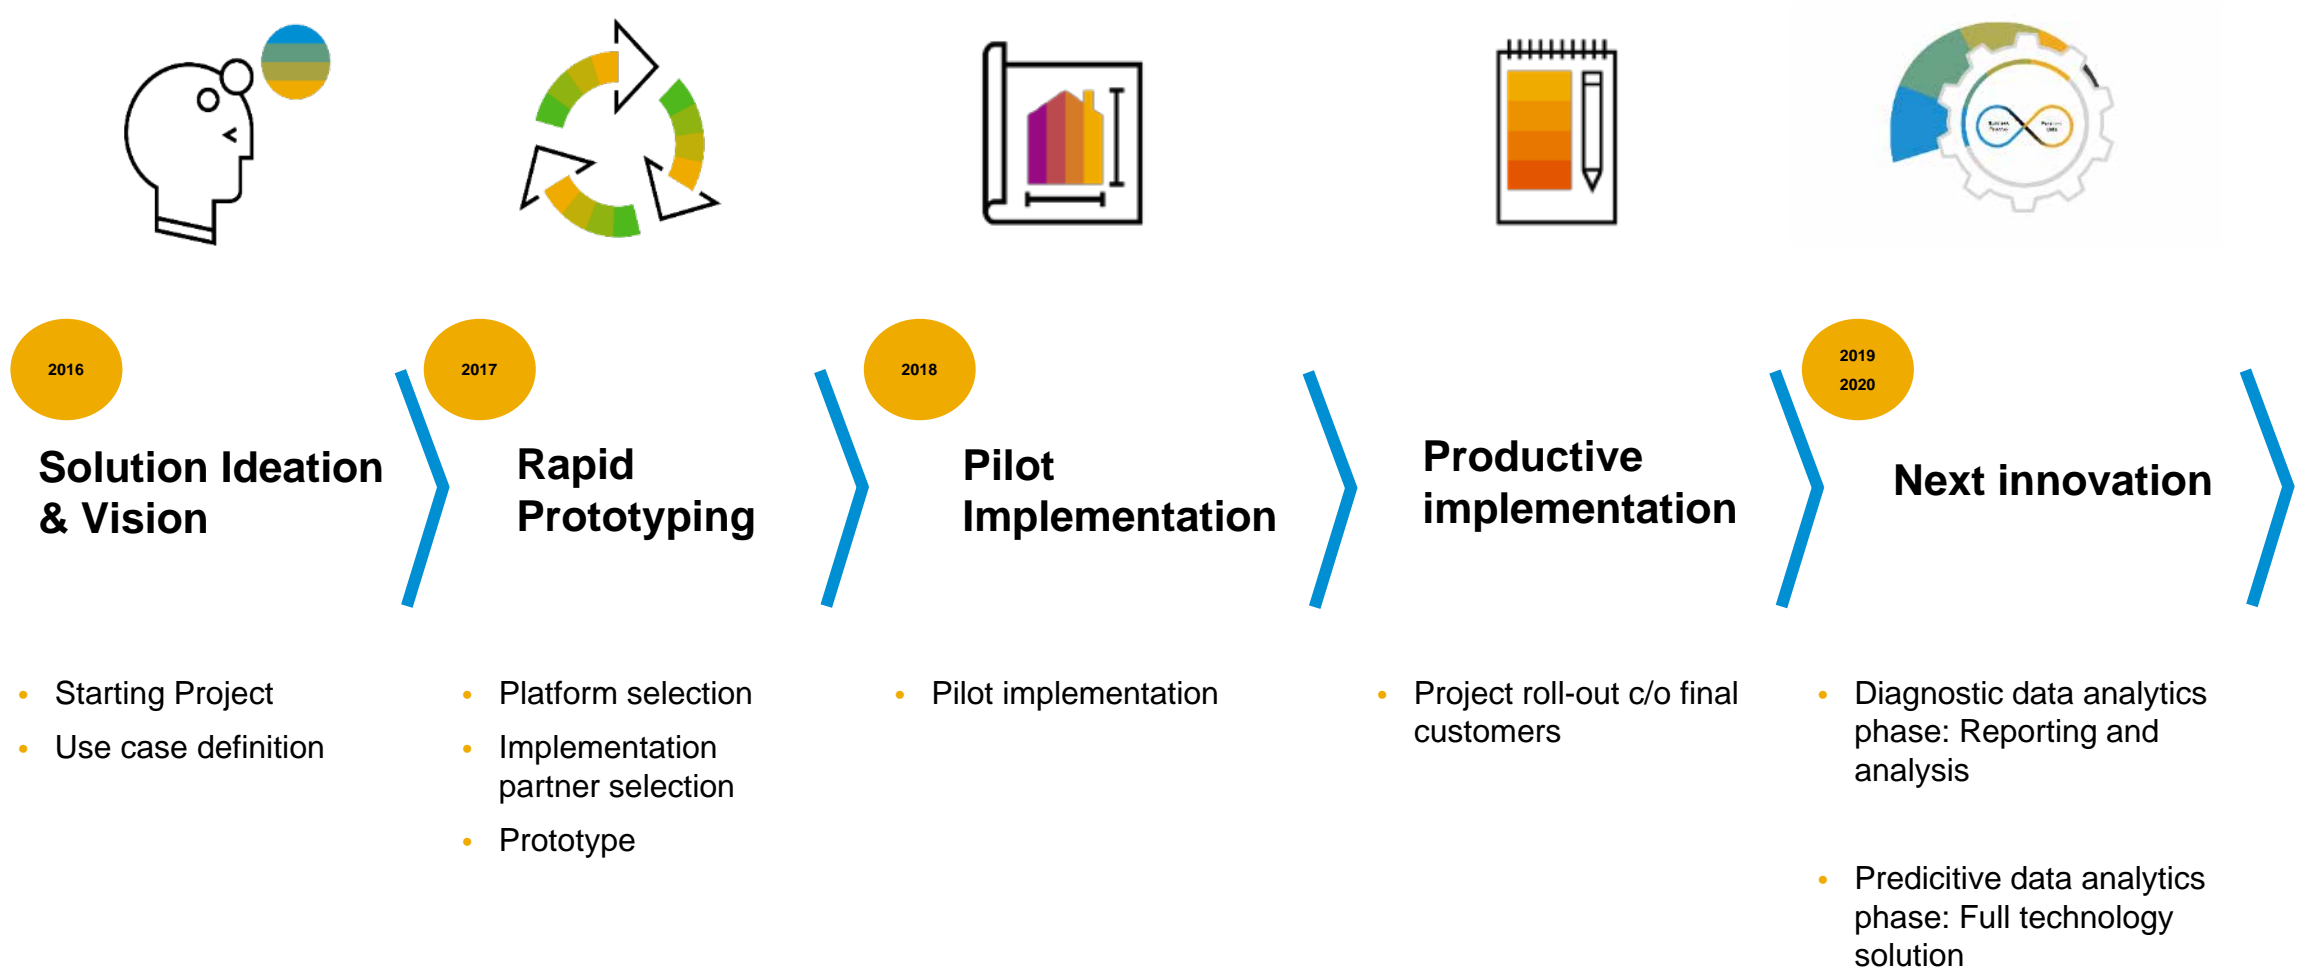 2016
Solution Ideation
& Vision
• Starting Project
• Use case definition
2017
Rapid
Prototyping
• Platform selection
• Implementation
partner selection
• Prototype
2018
Pilot
Implementation
• Pilot implementation
Productive
implementation
• Project roll-out c/o final
customers
2019
2020
Next innovation
• Diagnostic data analytics
phase: Reporting and
analysis
• Predicitive data analytics
phase: Full technology
solution